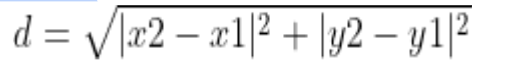 d = √|x2 − x1|² + |y2 − y1|²